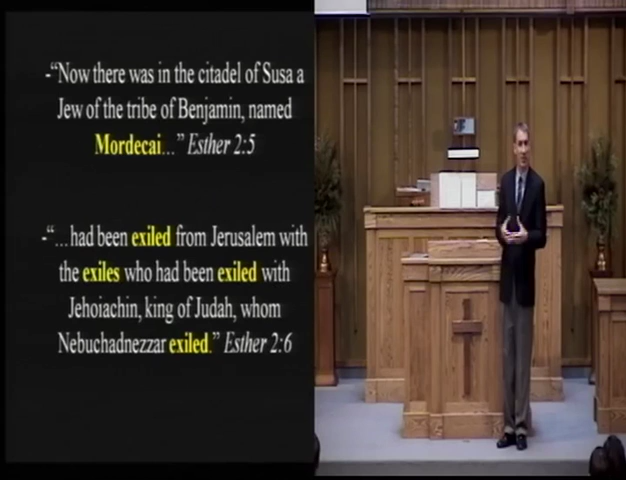 -“Now there was in the citadel of Susa a
Jew of the tribe of Benjamin, named
Mordecai…” Esther 2:5
-“…had been exiled from Jerusalem with
the exiles who had been exiled with
Jehoiachin, king of Judah, whom
Nebuchadnezzar exiled.” Esther 2:6